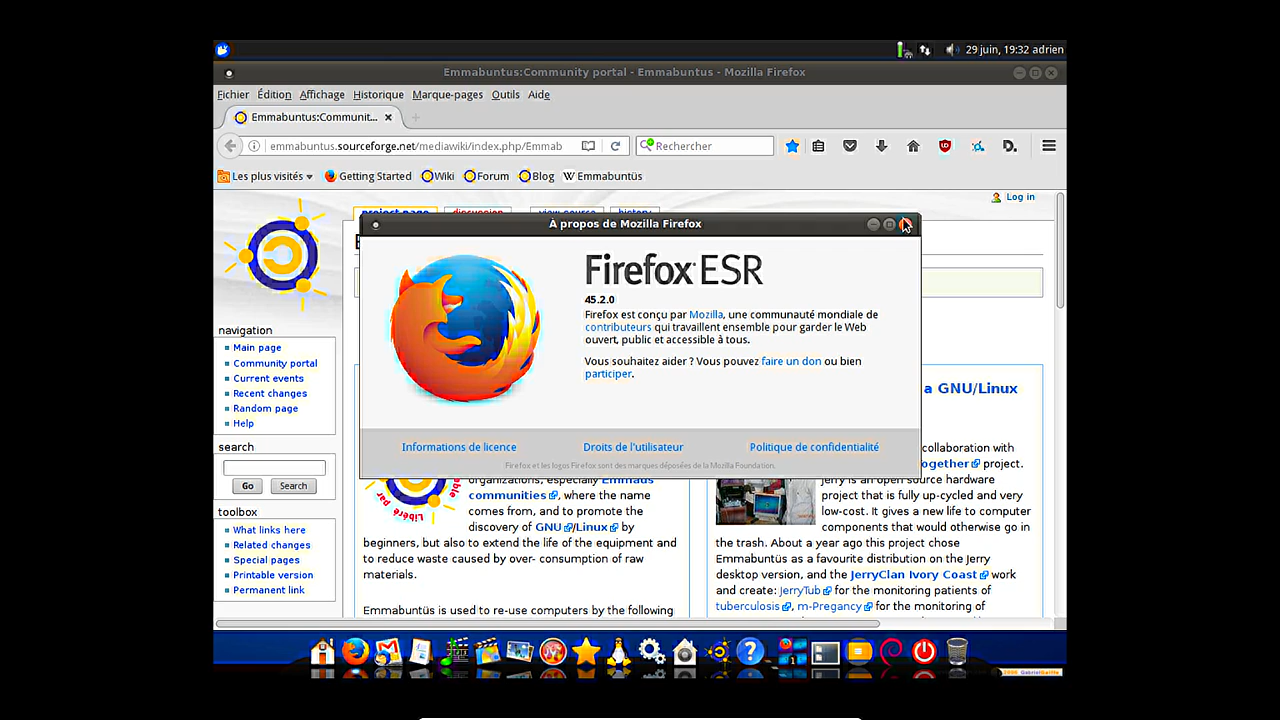 29 juin, 19:32 adrien
Emmabuntus:Community portal - Emmabuntus - Mozilla Firefox
Fichier Édition Affichage Historique Marque-pages Outils Aide
Emmabuntus:Communit...
emmabuntus.sourceforge.net/mediawiki/index.php/Emmab
Rechercher
Les plus visités
Getting Started
Wiki
Forum
Blog
Emmabuntüs
Log in
project page
discussion
view source
history
À propos de Mozilla Firefox
Firefox ESR
45.2.0
Firefox est conçu par Mozilla, une communauté mondiale de
contributeurs qui travaillent ensemble pour garder le Web
ouvert, public et accessible à tous.
Vous souhaitez aider ? Vous pouvez faire un don ou bien
participer.
Informations de licence
Droits de l'utilisateur
Politique de confidentialité
Firefox et les logos Firefox sont des marques déposées de la Mozilla Foundation.
navigation
Main page
Community portal
Current events
Recent changes
Random page
Help
search
Go
Search
toolbox
What links here
Related changes
Special pages
Printable version
Permanent link
Libéré par
organizations, especially Emmaüs
communities, where the name
comes from, and to promote the
discovery of GNU/Linux by
beginners, but also to extend the life of the equipment and
to reduce waste caused by over- consumption of raw
materials.
Emmabuntüs is used to re-use computers by the following
a GNU/Linux
collaboration with
ogether project.
Jerry is an open source hardware
project that is fully up-cycled and very
low-cost. It gives a new life to computer
components that would otherwise go in
the trash. About a year ago this project chose
Emmabuntüs as a favourite distribution on the Jerry
desktop version, and the JerryClan Ivory Coast work
and create: JerryTub for the monitoring patients of
tuberculosis, m-Pregancy for the monitoring of
1